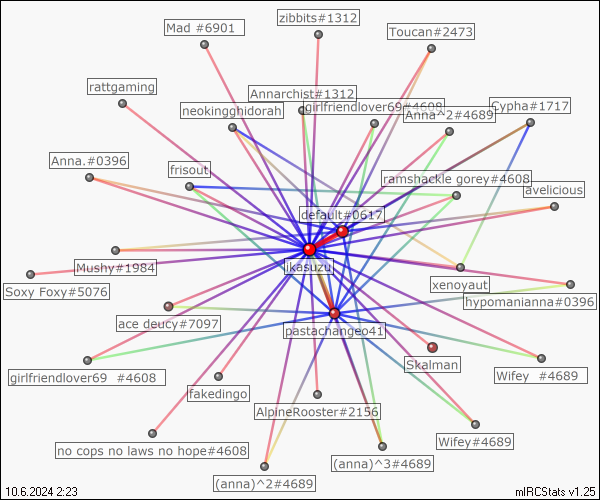 zibbits#1312
Mad #6901
Toucan#2473
rattgaming
Annarchist#1312
girlfriendlover69#4608
Cypha#1717
neokingghidorah
Anna^2#4689
Anna.#0396
frisout
ramshackle gorey#4608
avelicious
default#0617
Mushy#1984
ikasuzu
Soxy Foxy#5076
xenoyaut
hypomanianna#0396
ace deucy#7097
pastachangeo41
Skalman
girlfriendlover69 #4608
Wifey #4689
fakedingo
AlpineRooster#2156
no cops no laws no hope#4608
Wifey#4689
(anna)^3#4689
(anna)^2#4689
10.6.2024 2:23
mIRCStats v1.25